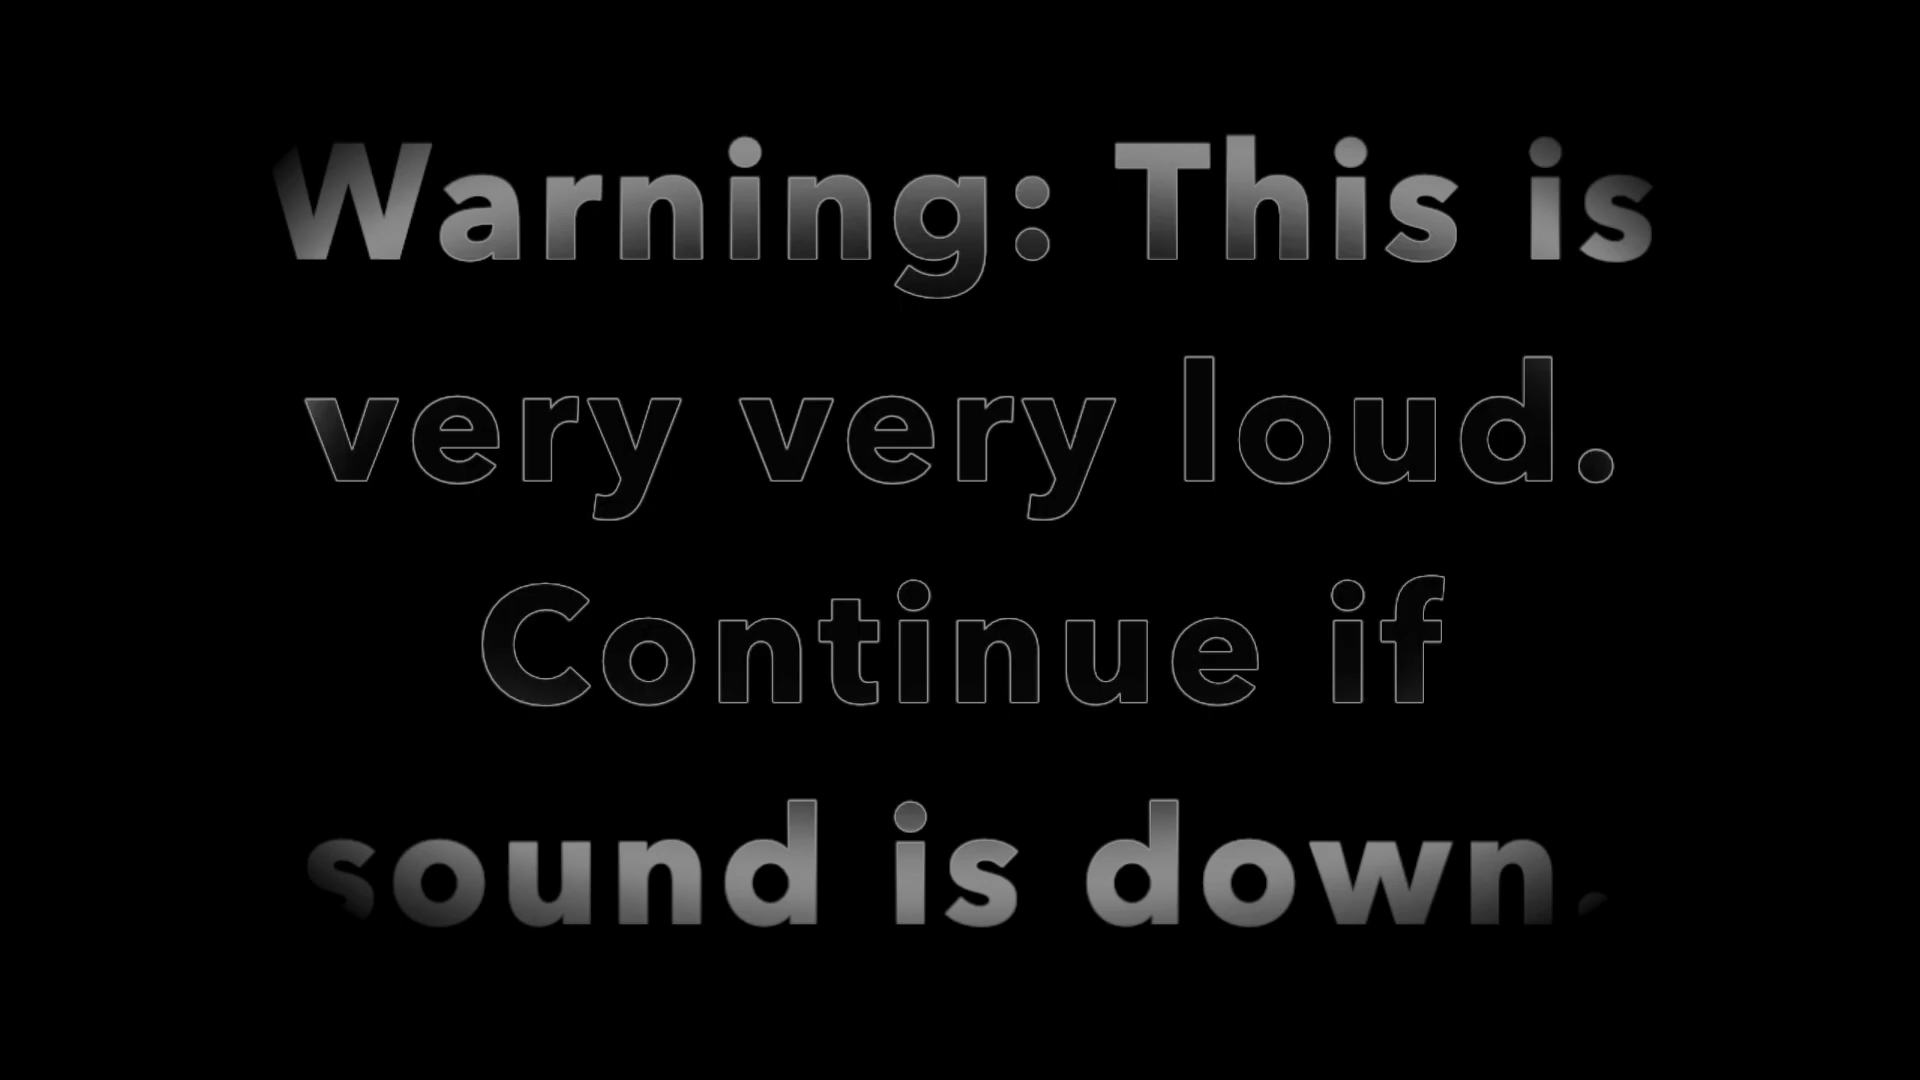 Warning: This is
very very loud.
Continue if
sound is down.